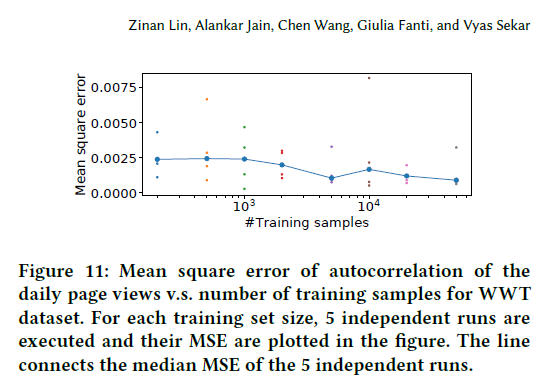 Zinan Lin, Alankar Jain, Chen Wang, Giulia Fanti, and Vyas Sekar
Mean square error
0.0075
0.0050
0.0025
0.0000
10³
10⁴
#Training samples
Figure 11: Mean square error of autocorrelation of the
daily page views v.s. number of training samples for WWT
dataset. For each training set size, 5 independent runs are
executed and their MSE are plotted in the figure. The line
connects the median MSE of the 5 independent runs.